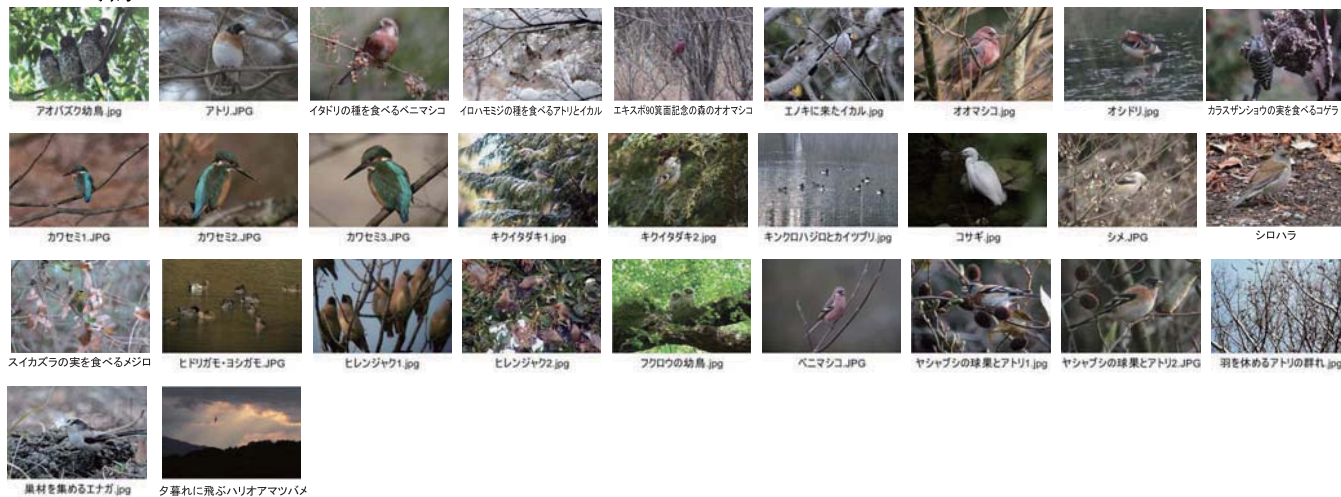 アオバズク幼鳥.jpg
アトリ.JPG
イタドリの種を食べるベニマシコ
イロハモミジの種を食べるアトリとイカル
エキスポ90箕面記念の森のオオマシコ
エノキに来たイカル.jpg
オオマシコ.JPG
オシドリ.jpg
カラスザンショウの実を食べるコゲラ
カワセミ1.JPG
カワセミ2.JPG
カワセミ3.JPG
キクイタダキ1.jpg
キクイタダキ2.jpg
キンクロハジロとカイツブリ.jpg
コサギ.jpg
シメ.JPG
シロハラ
スイカズラの実を食べるメジロ
ヒドリガモ・ヨシガモ.JPG
ヒレンジャク1.jpg
ヒレンジャク2.jpg
フクロウの幼鳥.jpg
ベニマシコ.JPG
ヤシャブシの球果とアトリ1.jpg
ヤシャブシの球果とアトリ2.JPG
羽を休めるアトリの群れ.jpg
巣材を集めるエナガ.jpg
夕暮れに飛ぶハリオアマツバメ